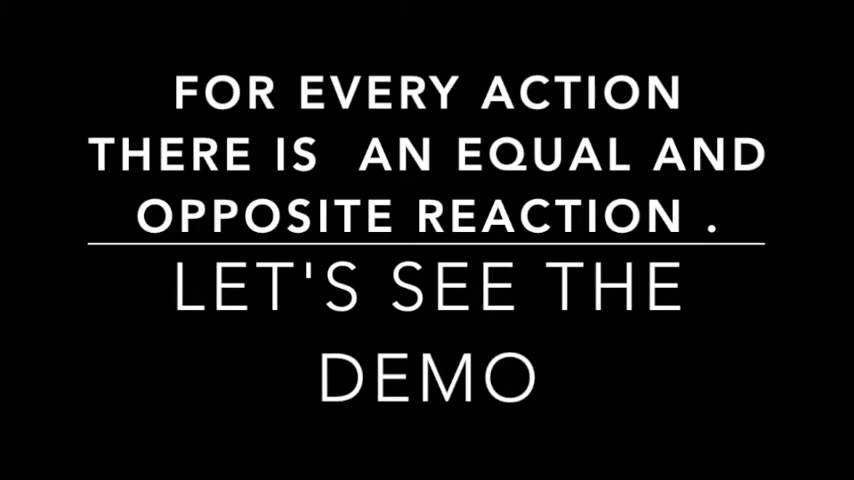 FOR EVERY ACTION
THERE IS  AN EQUAL AND
OPPOSITE REACTION .
LET'S SEE THE
DEMO